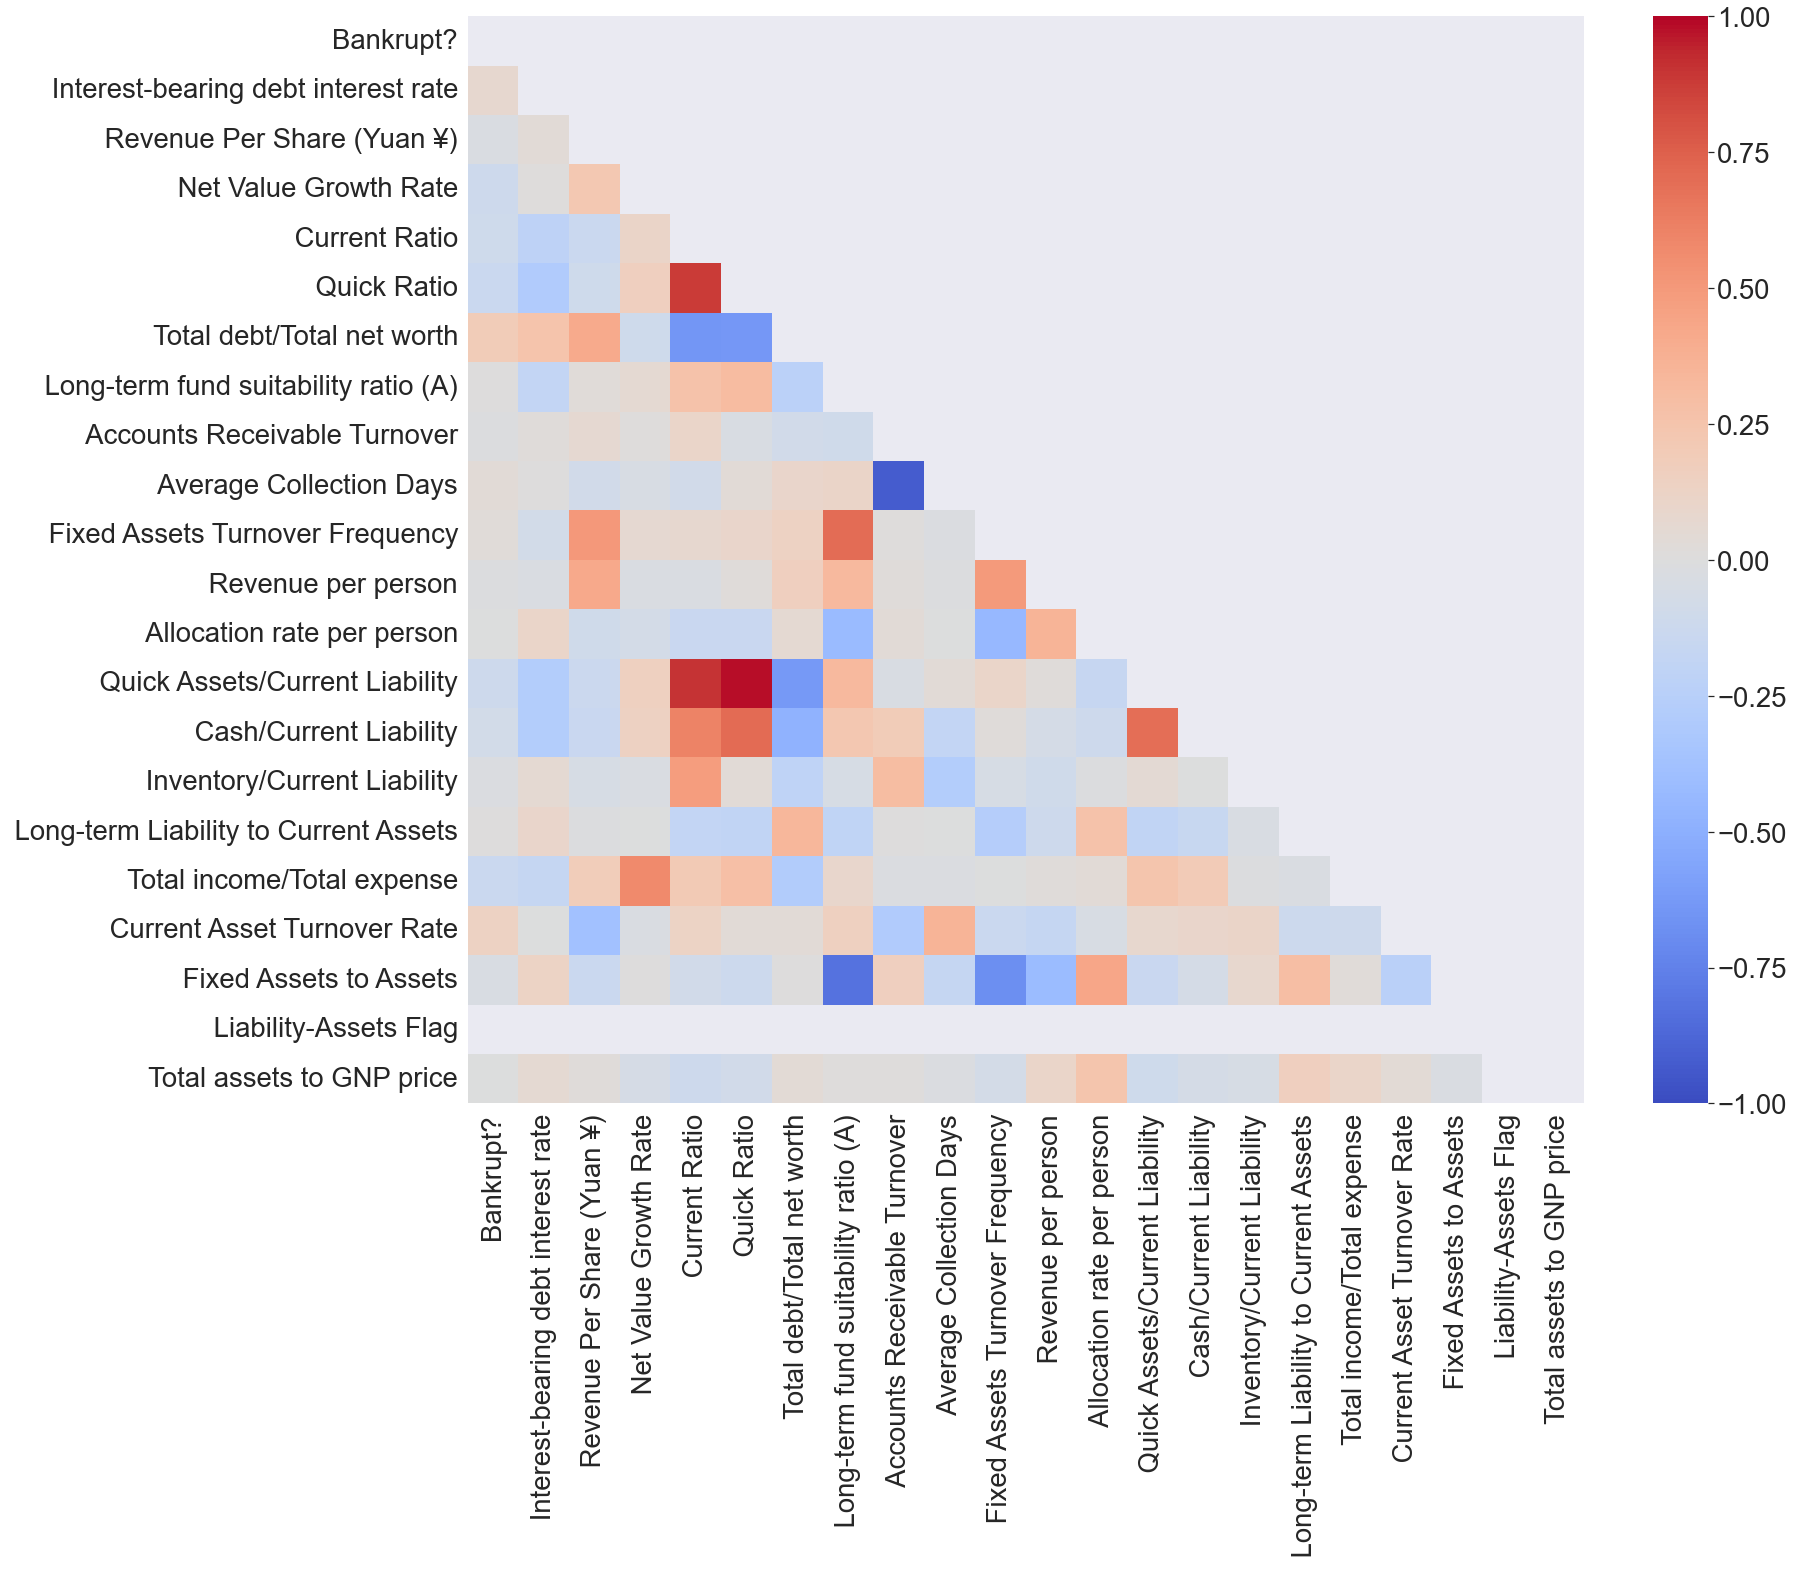 Bankrupt?
Interest-bearing debt interest rate
Revenue Per Share (Yuan ¥)
Net Value Growth Rate
Current Ratio
Quick Ratio
Total debt/Total net worth
Long-term fund suitability ratio (A)
Accounts Receivable Turnover
Average Collection Days
Fixed Assets Turnover Frequency
Revenue per person
Allocation rate per person
Quick Assets/Current Liability
Cash/Current Liability
Inventory/Current Liability
Long-term Liability to Current Assets
Total income/Total expense
Current Asset Turnover Rate
Fixed Assets to Assets
Liability-Assets Flag
Total assets to GNP price
Bankrupt?
Interest-bearing debt interest rate
Revenue Per Share (Yuan ¥)
Net Value Growth Rate
Current Ratio
Quick Ratio
Total debt/Total net worth
Long-term fund suitability ratio (A)
Accounts Receivable Turnover
Average Collection Days
Fixed Assets Turnover Frequency
Revenue per person
Allocation rate per person
Quick Assets/Current Liability
Cash/Current Liability
Inventory/Current Liability
Long-term Liability to Current Assets
Total income/Total expense
Current Asset Turnover Rate
Fixed Assets to Assets
Liability-Assets Flag
Total assets to GNP price
1.00
0.75
0.50
0.25
0.00
−0.25
−0.50
−0.75
−1.00